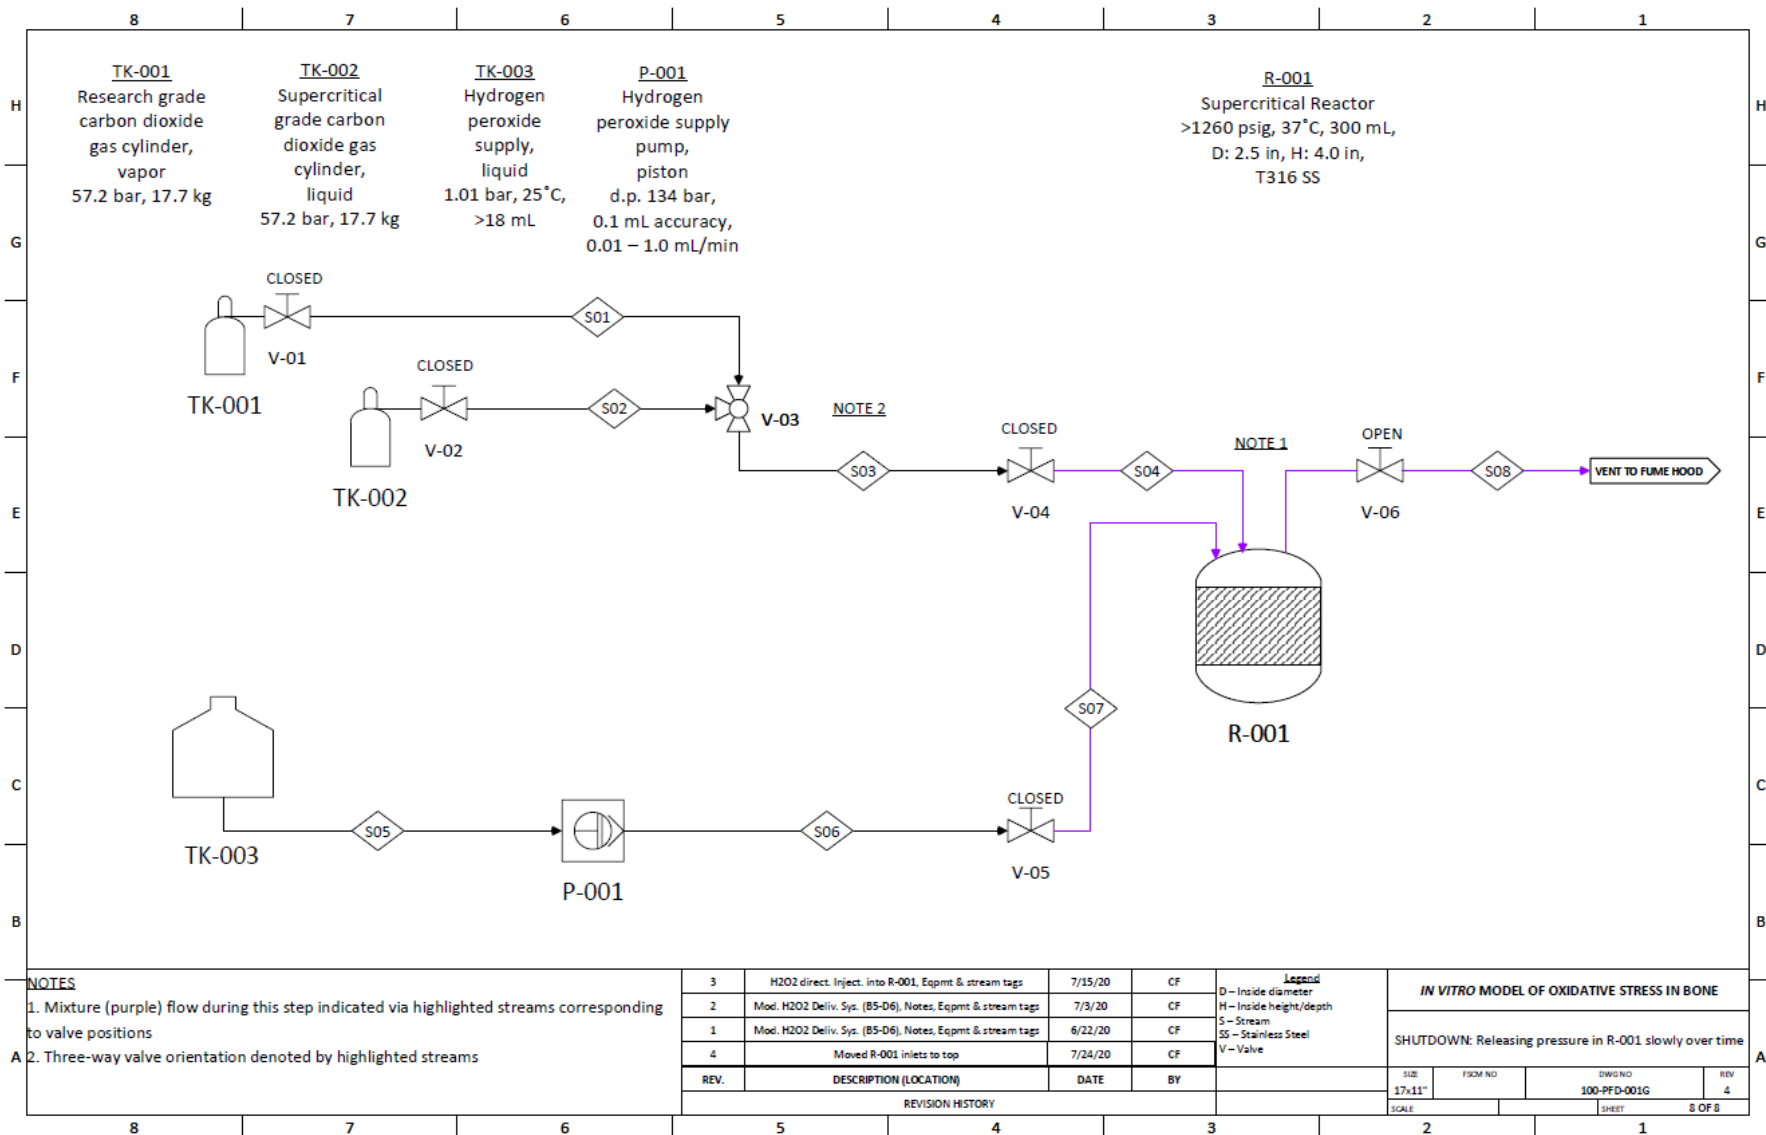 8 7 6 5 4 3 2 1
H H
G G
F F
E E
D D
C C
B B
A A
TK-001
Research grade
carbon dioxide
gas cylinder,
vapor
57.2 bar, 17.7 kg
TK-002
Supercritical
grade carbon
dioxide gas
cylinder,
liquid
57.2 bar, 17.7 kg
TK-003
Hydrogen
peroxide
supply,
liquid
1.01 bar, 25˚C,
>18 mL
P-001
Hydrogen
peroxide supply
pump,
piston
d.p. 134 bar,
0.1 mL accuracy,
0.01 – 1.0 mL/min
R-001
Supercritical Reactor
>1260 psig, 37˚C, 300 mL,
D: 2.5 in, H: 4.0 in,
T316 SS
CLOSED
S01
V-01
TK-001
CLOSED
S02
V-02
TK-002
V-03
NOTE 2
S03
CLOSED
V-04
S04
NOTE 1
OPEN
V-06
S08
VENT TO FUME HOOD
R-001
S07
TK-003
S05
P-001
S06
CLOSED
V-05
NOTES
1. Mixture (purple) flow during this step indicated via highlighted streams corresponding
to valve positions
2. Three-way valve orientation denoted by highlighted streams
3 H2O2 direct. Inject. into R-001, Eqpmt & stream tags 7/15/20 CF
2 Mod. H2O2 Deliv. Sys. (B5-D6), Notes, Eqpmt & stream tags 7/3/20 CF
1 Mod. H2O2 Deliv. Sys. (B5-D6), Notes, Eqpmt & stream tags 6/22/20 CF
4 Moved R-001 inlets to top 7/24/20 CF
REV. DESCRIPTION (LOCATION) DATE BY
REVISION HISTORY
Legend
D – Inside diameter
H – Inside height/depth
S – Stream
SS – Stainless Steel
V – Valve
IN VITRO MODEL OF OXIDATIVE STRESS IN BONE
SHUTDOWN: Releasing pressure in R-001 slowly over time
SIZE FSCM NO DWG NO REV
17x11" 100-PFD-001G 4
SCALE SHEET 8 OF 8
8 7 6 5 4 3 2 1